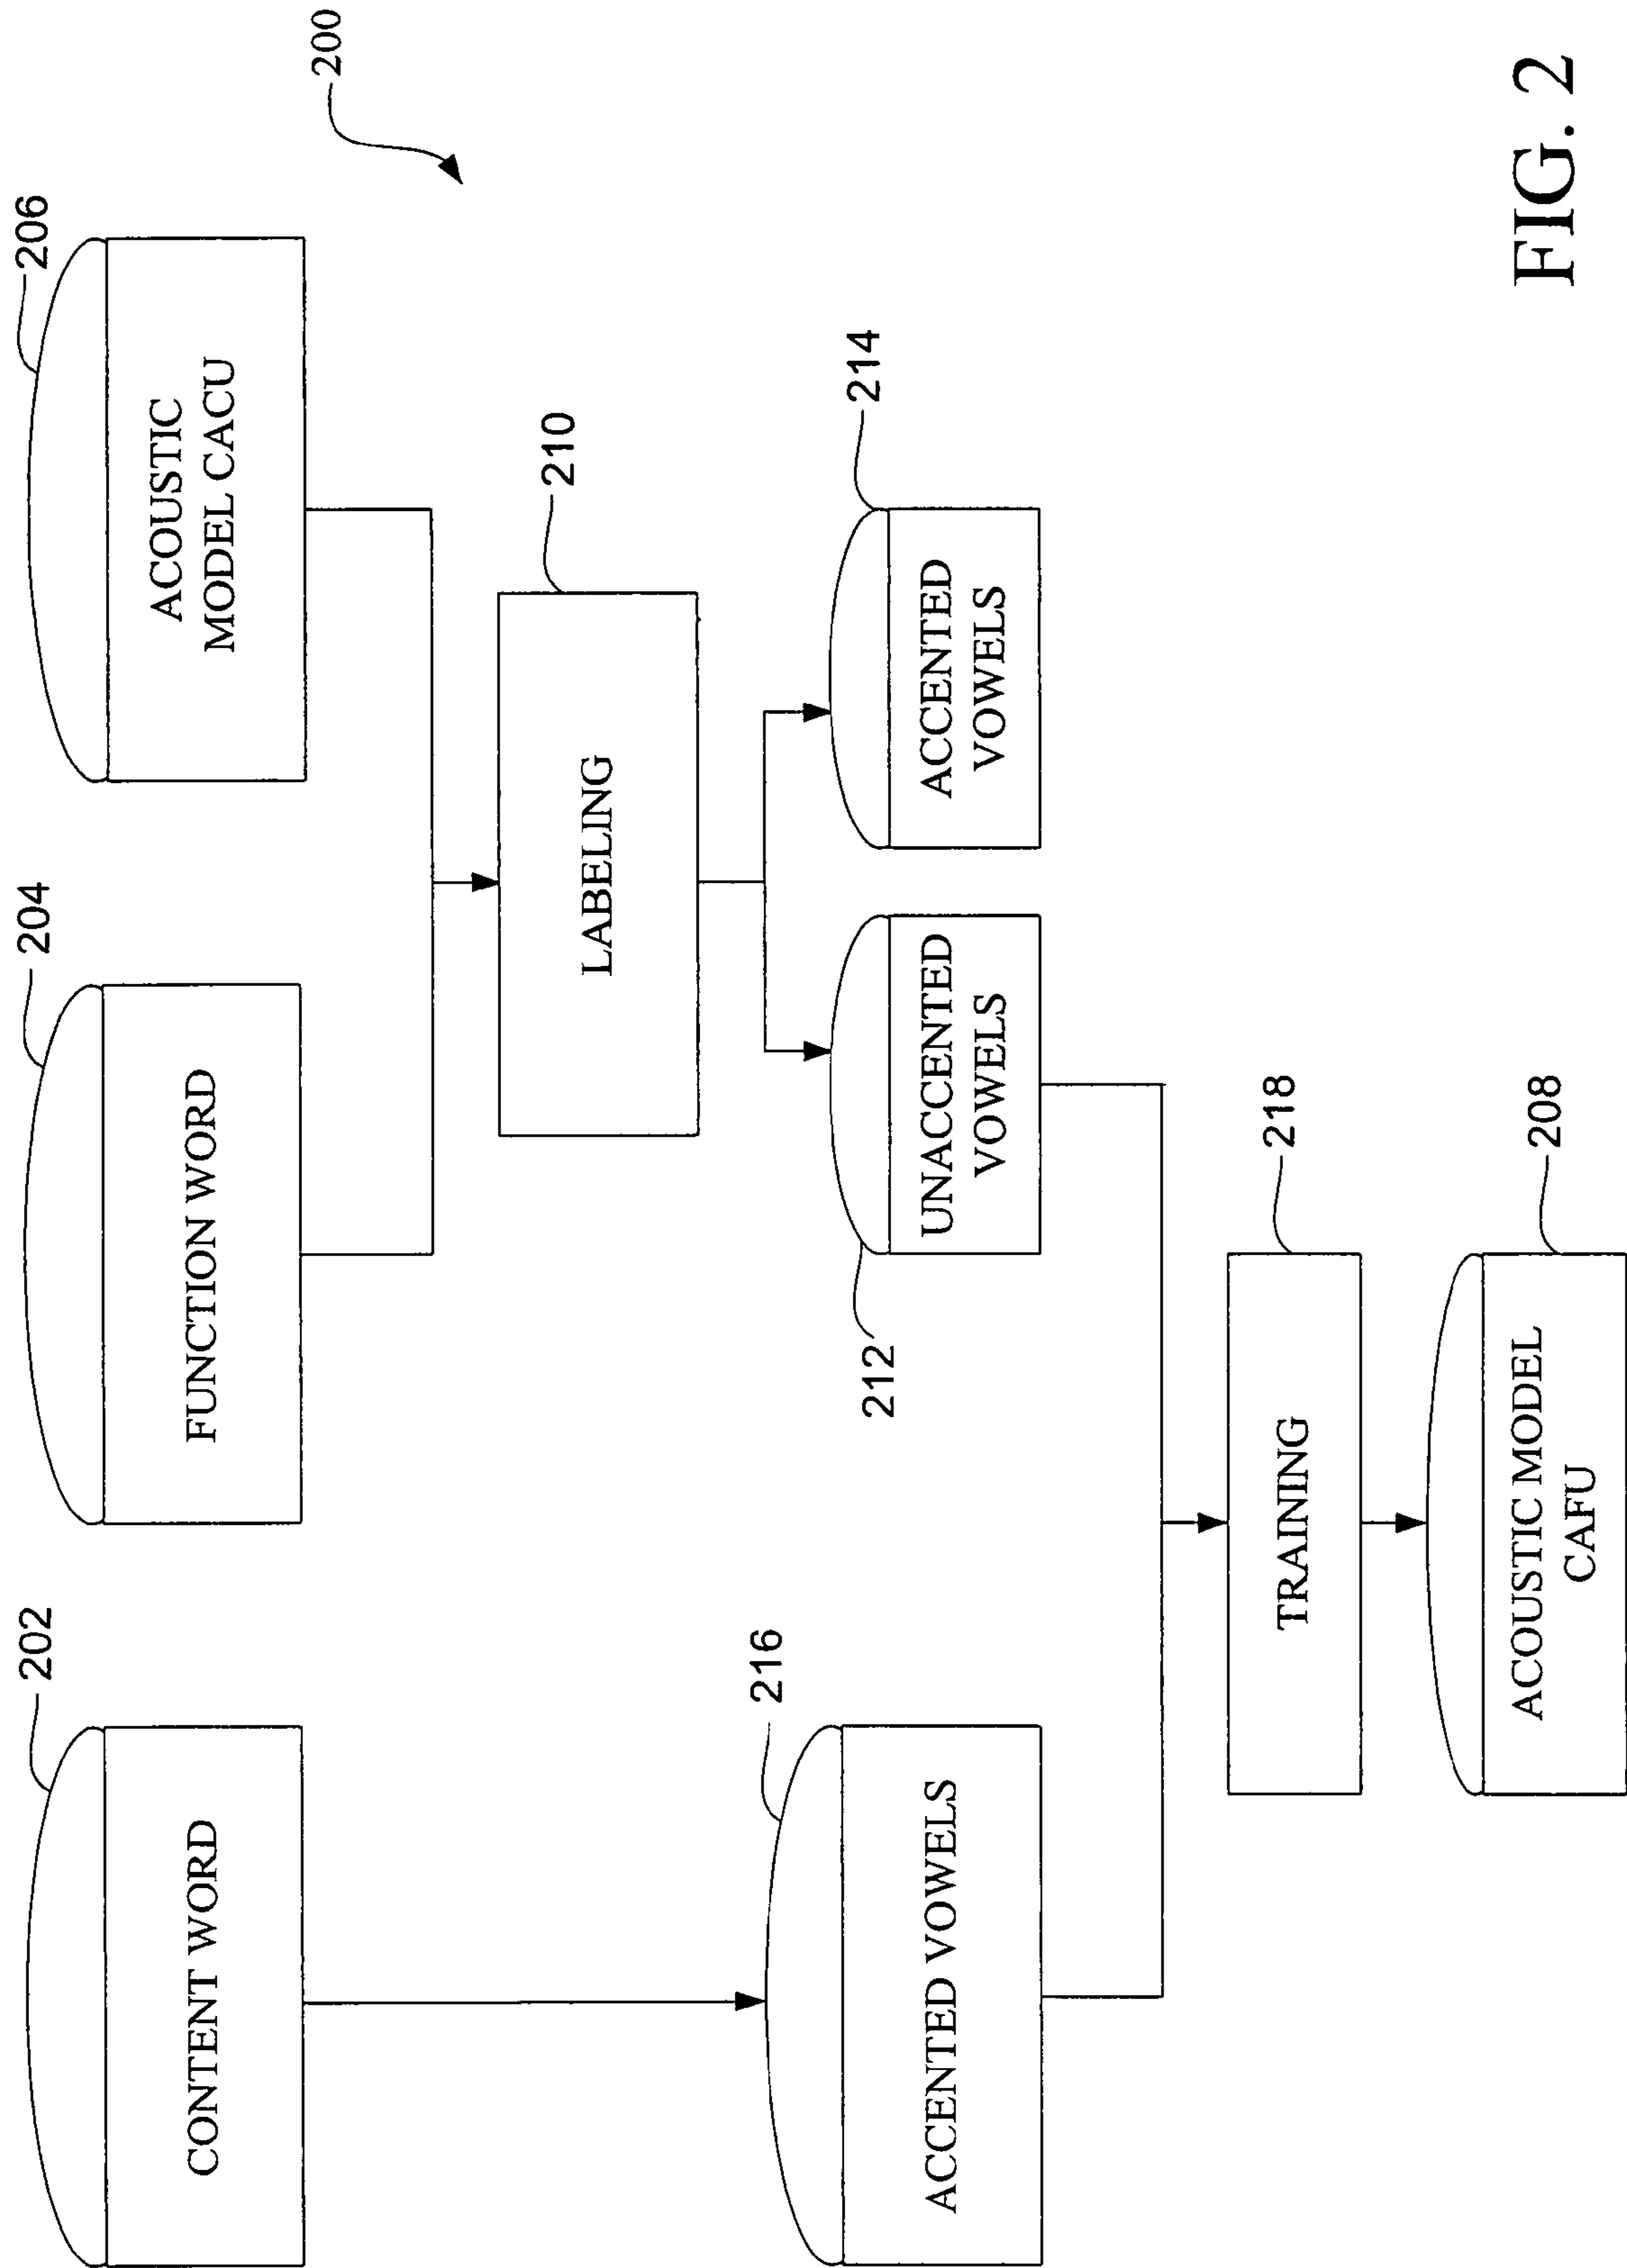 200
202
CONTENT WORD
204
FUNCTION WORD
206
ACOUSTIC
MODEL CACU
210
LABELING
216
ACCENTED VOWELS
212
UNACCENTED
VOWELS
214
ACCENTED
VOWELS
218
TRAINING
208
ACOUSTIC MODEL
CAFU
FIG. 2